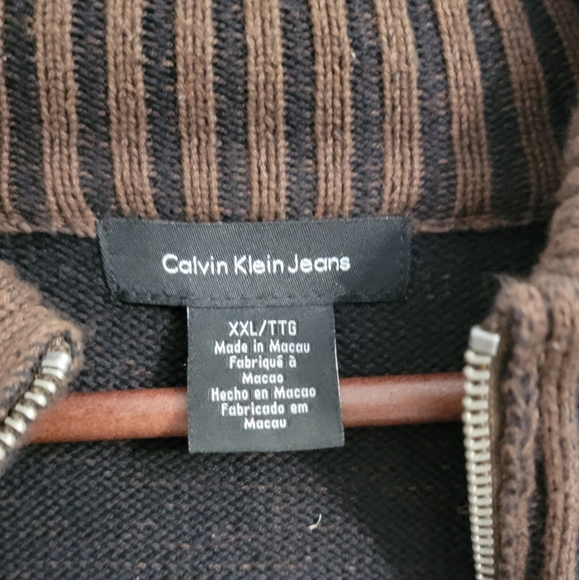 Calvin Klein Jeans
XXL/TTG
Made in Macau
Fabriqué à
Macao
Hecho en Macao
Fabricado em
Macau